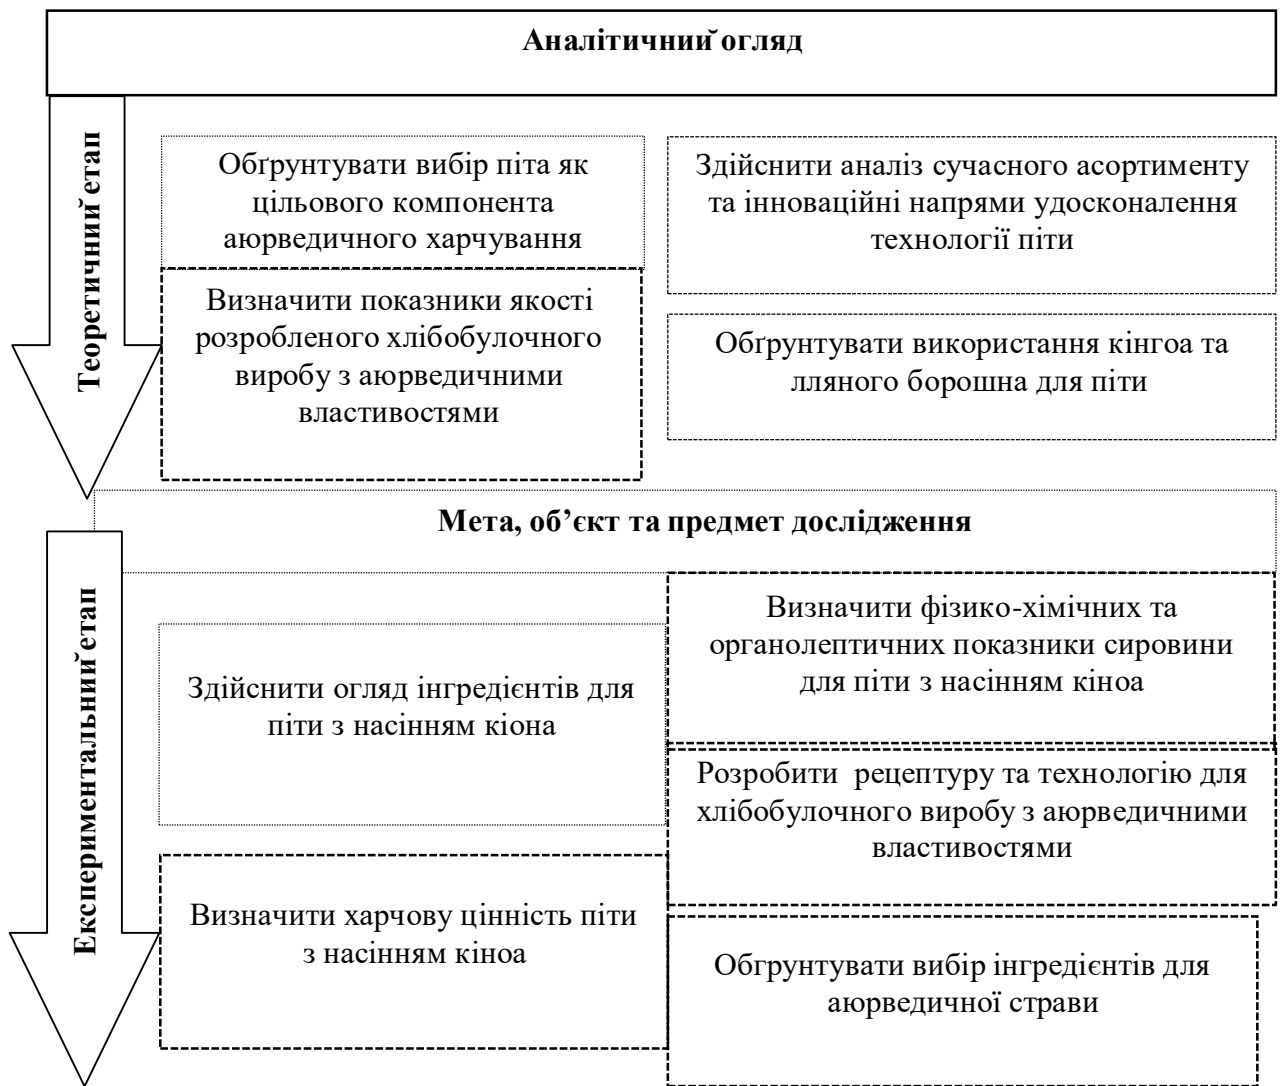 Аналітичний огляд
Теоретичний етап
Обґрунтувати вибір піта як
цільового компонента
аюрведичного харчування
Здійснити аналіз сучасного асортименту
та інноваційні напрями удосконалення
технології піти
Визначити показники якості
розробленого хлібобулочного
виробу з аюрведичними
властивостями
Обґрунтувати використання кінгоа та
лляного борошна для піти
Мета, об’єкт та предмет дослідження
Експериментальний етап
Здійснити огляд інгредієнтів для
піти з насінням кіона
Визначити фізико-хімічних та
органолептичних показники сировини
для піти з насінням кіноа
Розробити рецептуру та технологію для
хлібобулочного виробу з аюрведичними
властивостями
Визначити харчову цінність піти
з насінням кіноа
Обгрунтувати вибір інгредієнтів для
аюрведичної страви